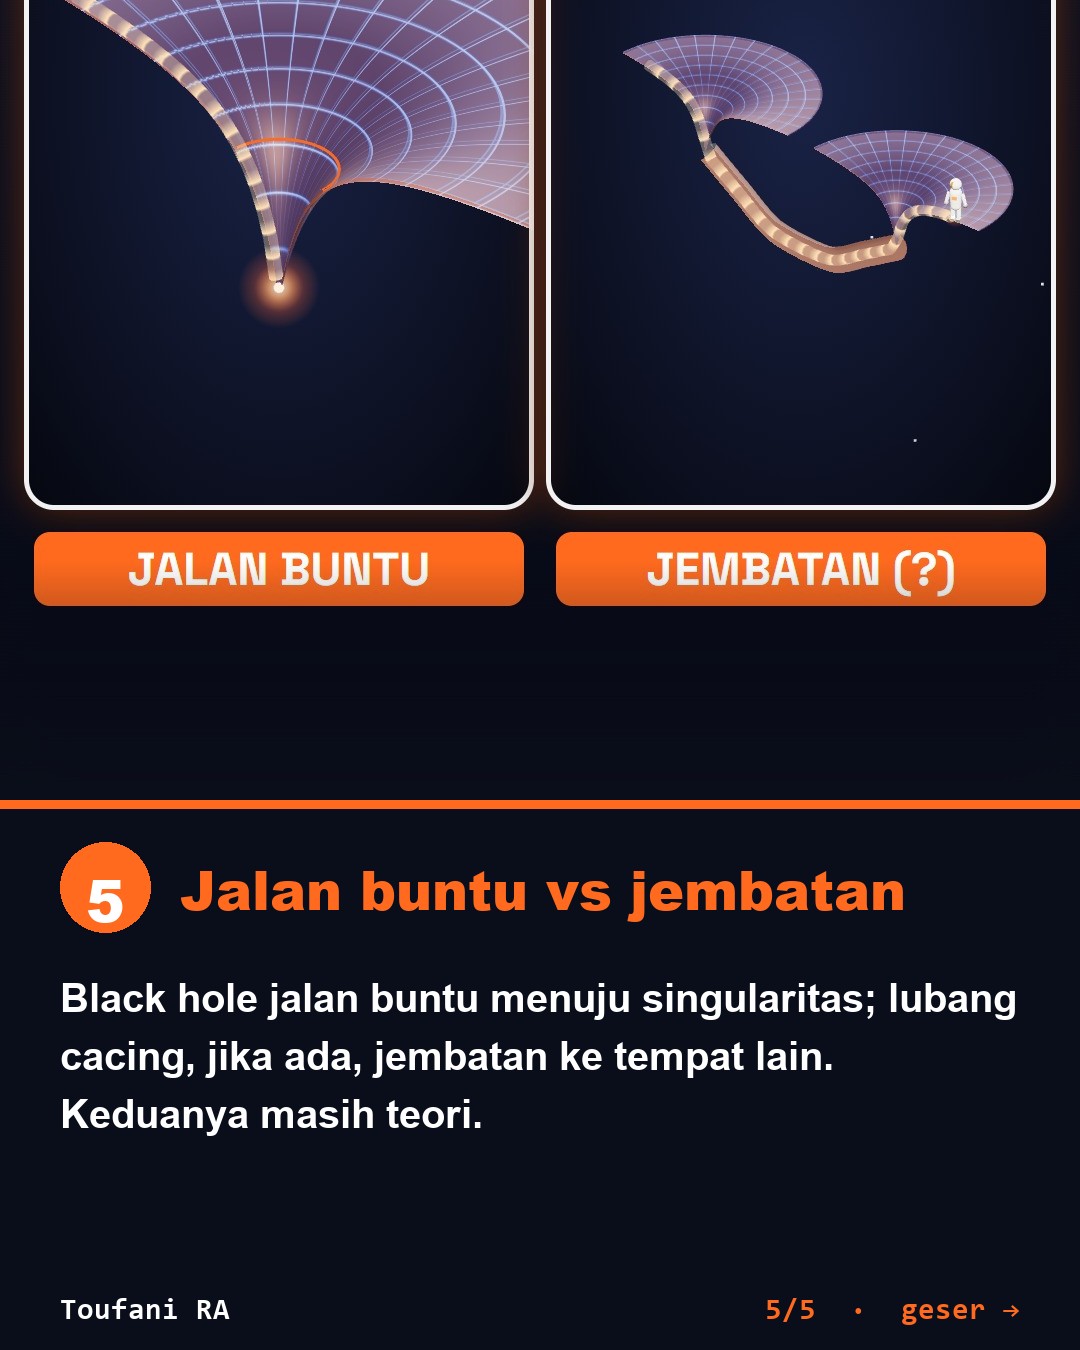 JALAN BUNTU
JEMBATAN (?)
5
Jalan buntu vs jembatan
Black hole jalan buntu menuju singularitas; lubang
cacing, jika ada, jembatan ke tempat lain.
Keduanya masih teori.
Toufani RA
5/5 · geser →